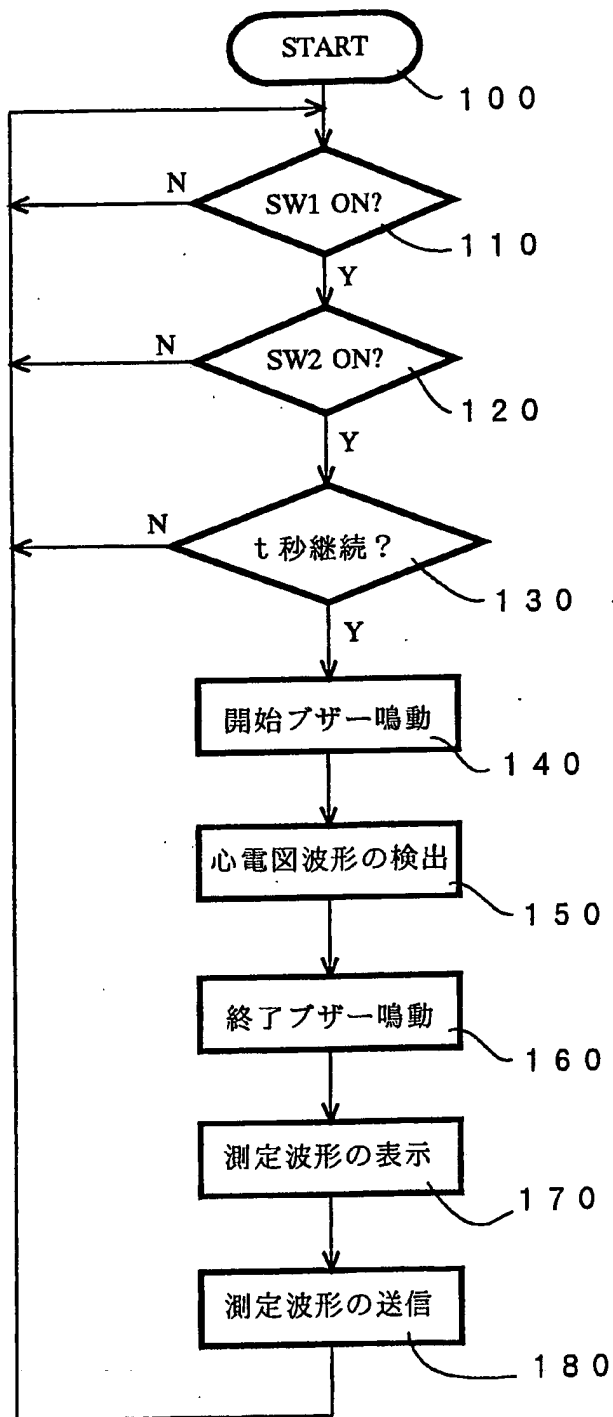 START
100
N
SW1 ON?
110
Y
N
SW2 ON?
120
Y
N
t秒継続？
130
Y
開始ブザー鳴動
140
心電図波形の検出
150
終了ブザー鳴動
160
測定波形の表示
170
測定波形の送信
180